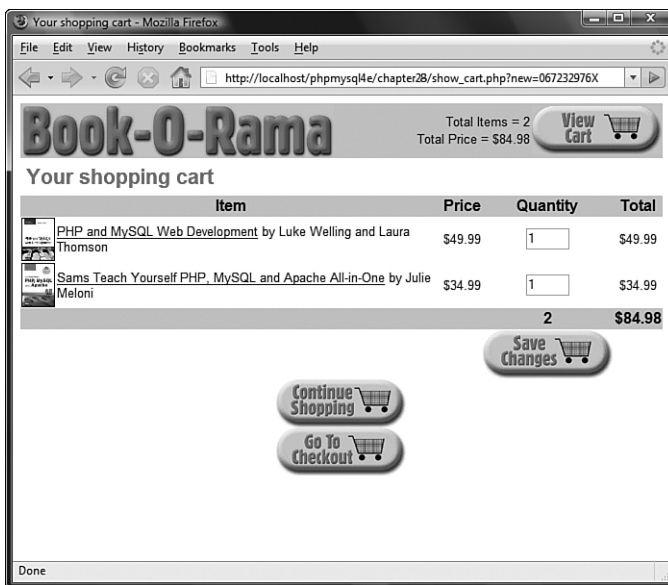 Your shopping cart - Mozilla Firefox
File Edit View History Bookmarks Tools Help
http://localhost/phpmysql4e/chapter28/show_cart.php?new=067232976X
Book-O-Rama
Total Items = 2
Total Price = $84.98
View
Cart
Your shopping cart
Item Price Quantity Total
PHP and MySQL Web Development by Luke Welling and Laura
Thomson
$49.99 1 $49.99
Sams Teach Yourself PHP, MySQL and Apache All-in-One by Julie
Meloni
$34.99 1 $34.99
2 $84.98
Save
Changes
Continue
Shopping
Go To
Checkout
Done